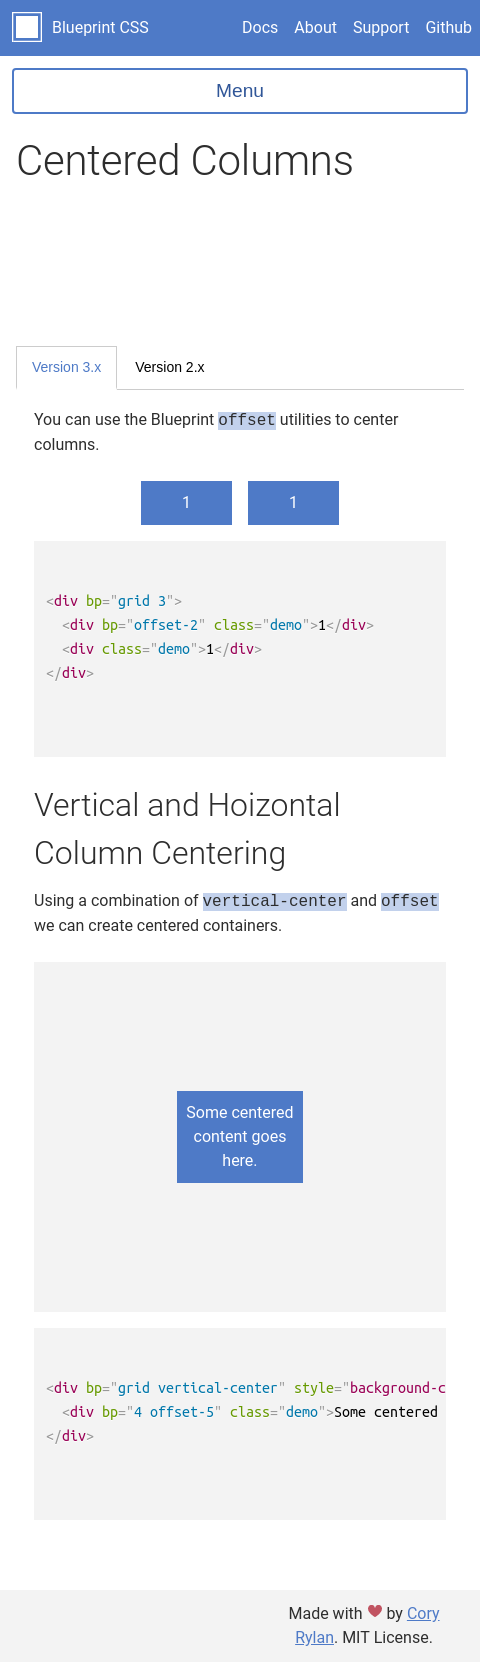 Blueprint CSS Docs About Support Github
Menu
Centered Columns
Version 3.x Version 2.x
You can use the Blueprint offset utilities to center
columns.
1 1
<div bp="grid 3">
  <div bp="offset-2" class="demo">1</div>
  <div class="demo">1</div>
</div>
Vertical and Hoizontal
Column Centering
Using a combination of vertical-center and offset
we can create centered containers.
Some centered
content goes
here.
<div bp="grid vertical-center" style="background-c
  <div bp="4 offset-5" class="demo">Some centered
</div>
Made with ❤ by Cory
Rylan. MIT License.